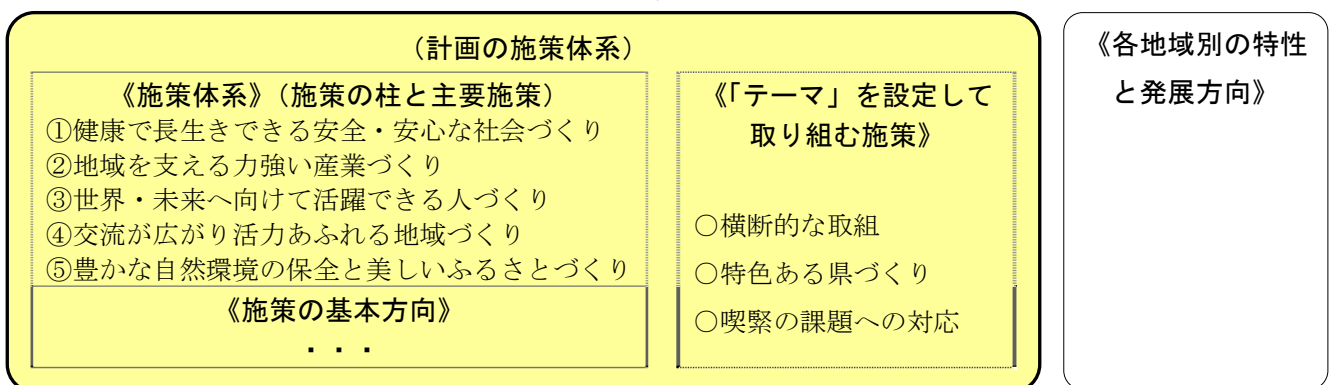 （計画の施策体系）
《施策体系》（施策の柱と主要施策）
①健康で長生きできる安全・安心な社会づくり
②地域を支える力強い産業づくり
③世界・未来へ向けて活躍できる人づくり
④交流が広がり活力あふれる地域づくり
⑤豊かな自然環境の保全と美しいふるさとづくり
《施策の基本方向》
・・・
《「テーマ」を設定して
取り組む施策》
○横断的な取組
○特色ある県づくり
○喫緊の課題への対応
《各地域別の特性
と発展方向》